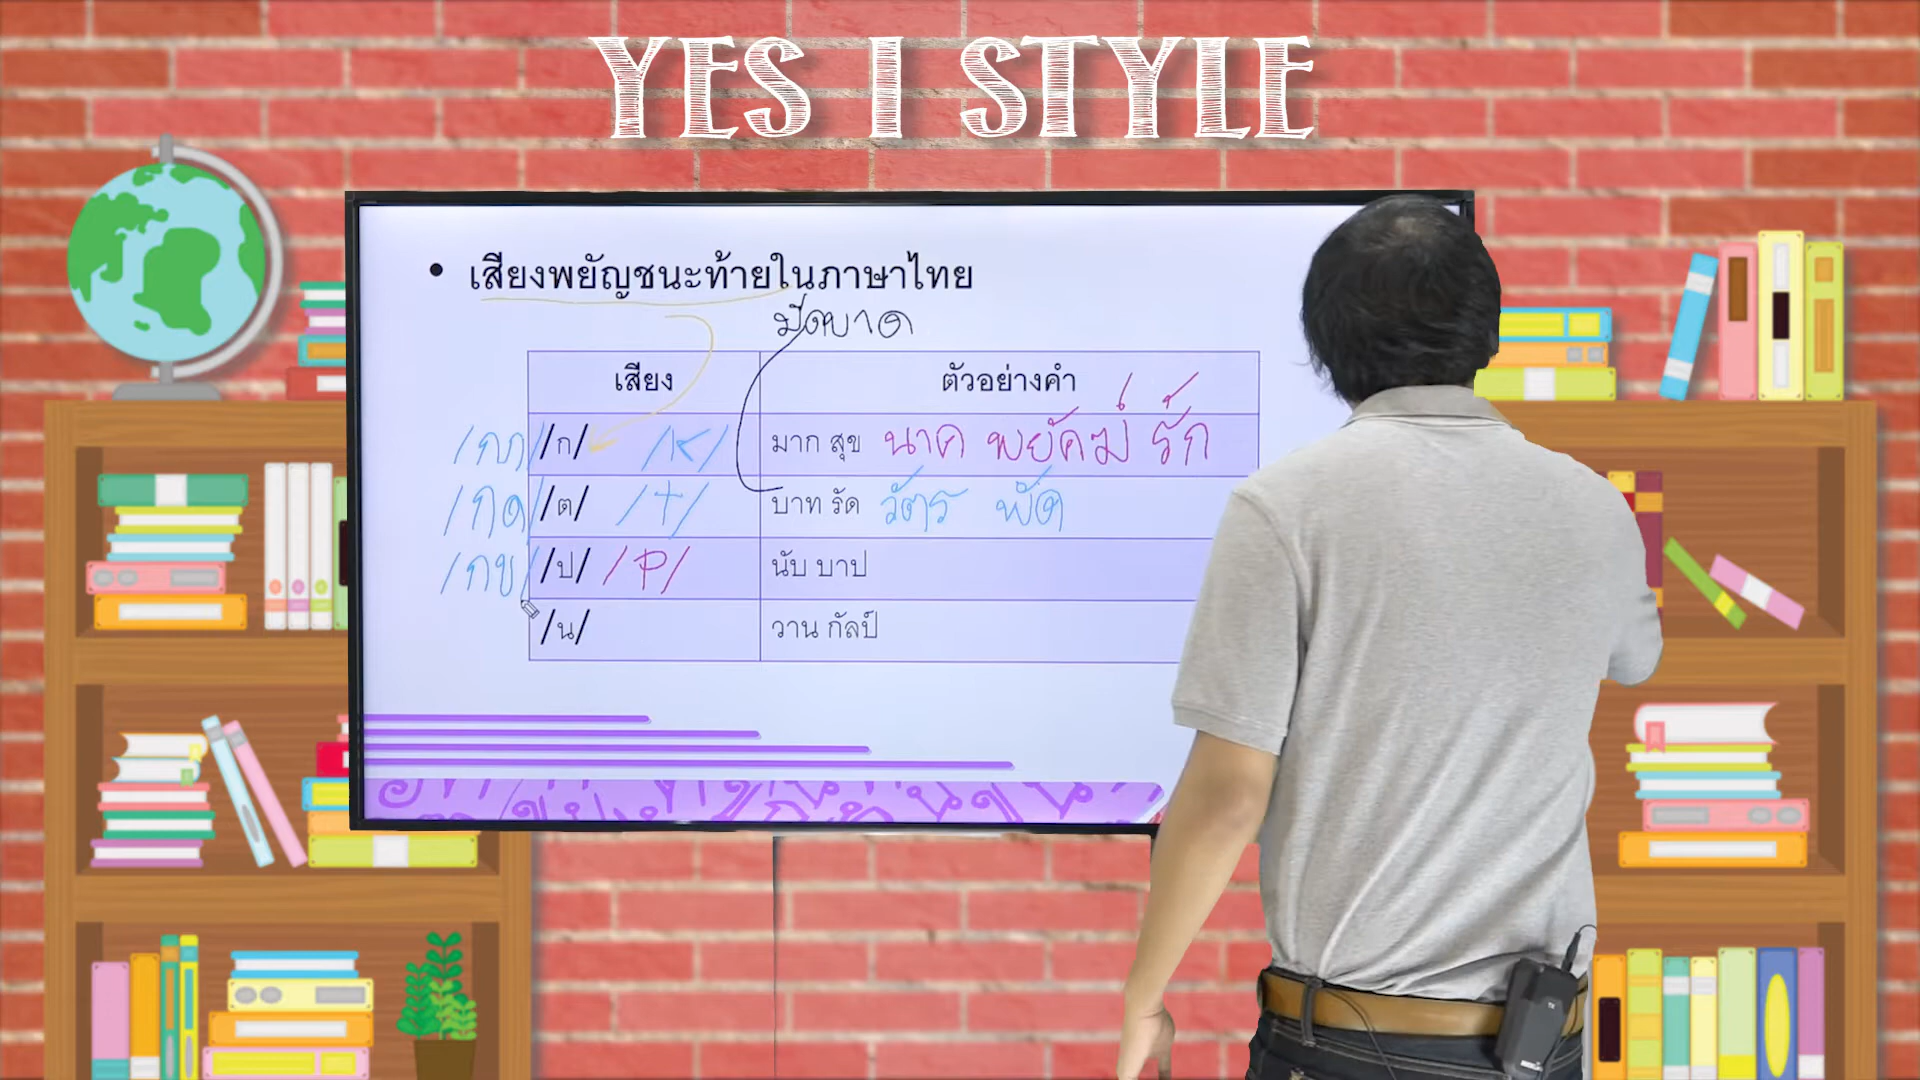 YES I STYLE
• เสียงพยัญชนะท้ายในภาษาไทย
มีดบาด
เสียง ตัวอย่างคำ
/กก/ /ก/ /k/ มาก สุข นาค พยัคฆ์ รัก
/กด/ /ต/ /t/ บาท รัด วัตร พัด
/กบ/ /ป/ /P/ นับ บาป
/น/ วาน กัลป์